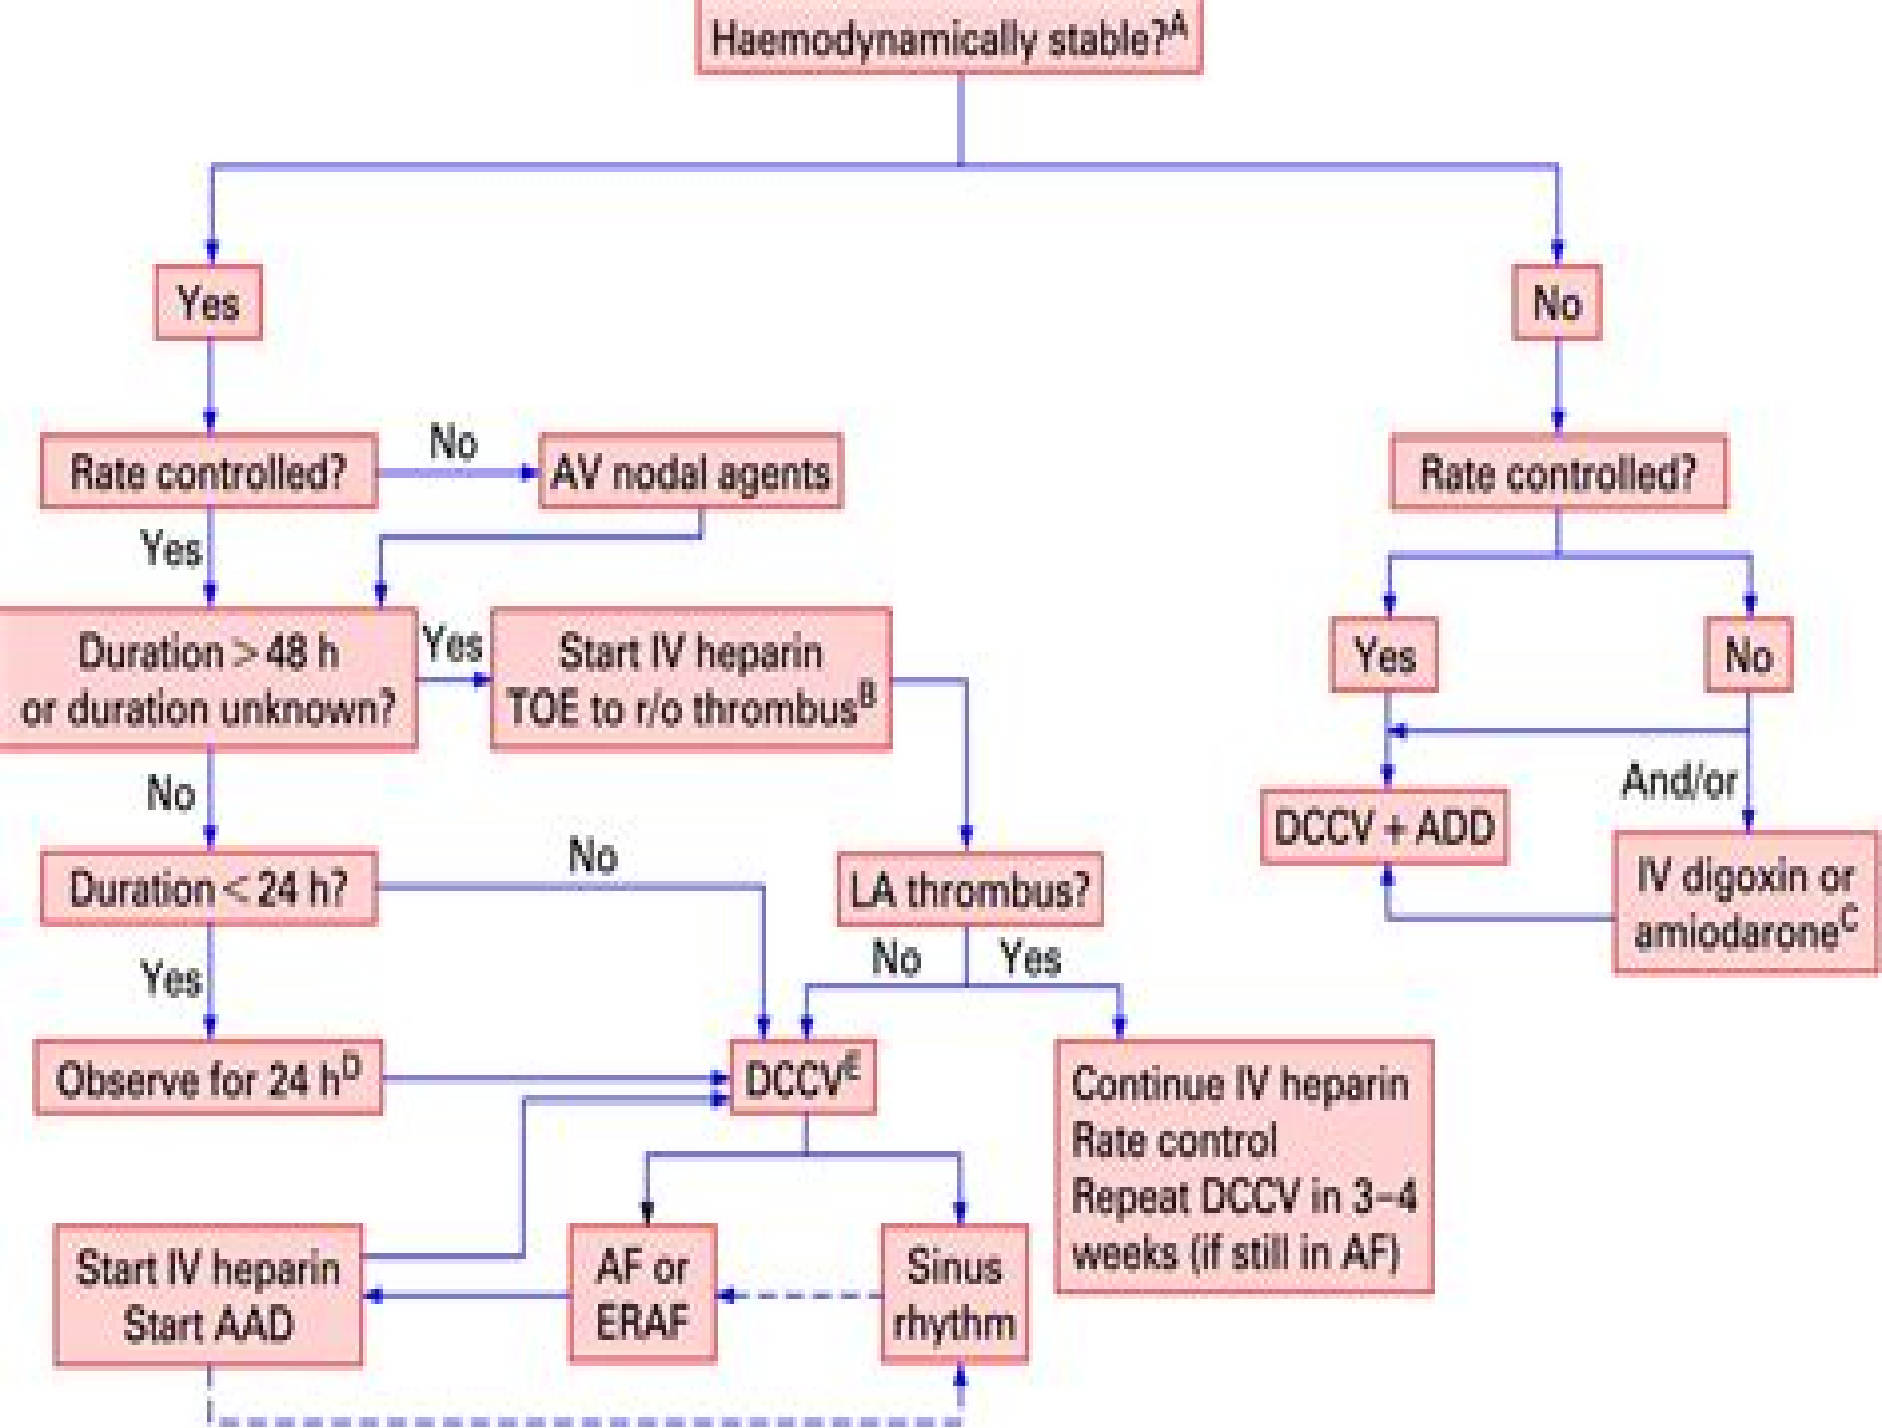 Haemodynamically stable?A
Yes
No
Rate controlled?
No
AV nodal agents
Rate controlled?
Yes
Duration > 48 h
or duration unknown?
Yes
Start IV heparin
TOE to r/o thrombusB
Yes
No
No
And/or
DCCV + ADD
Duration < 24 h?
No
LA thrombus?
IV digoxin or
amiodaroneC
Yes
No
Yes
Observe for 24 hD
DCCVE
Continue IV heparin
Rate control
Repeat DCCV in 3–4
weeks (if still in AF)
Start IV heparin
Start AAD
AF or
ERAF
Sinus
rhythm